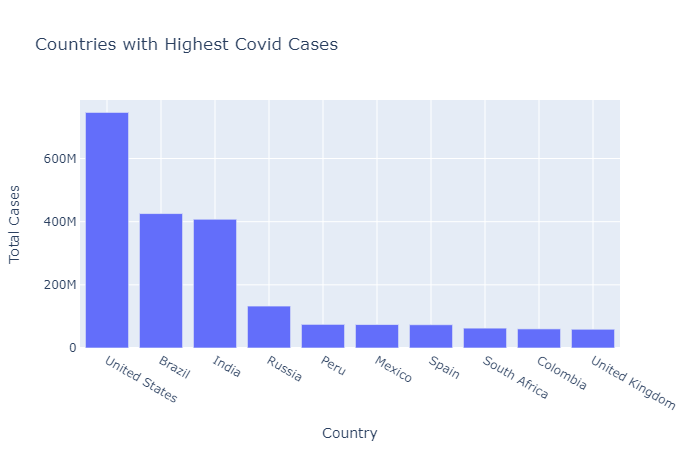 Countries with Highest Covid Cases
Total Cases
600M
400M
200M
0
United States
Brazil
India
Russia
Peru
Mexico
Spain
South Africa
Colombia
United Kingdom
Country